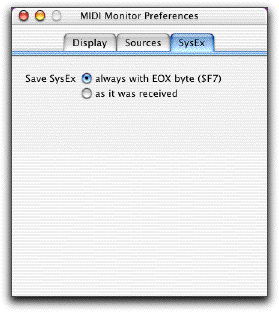 MIDI Monitor Preferences
Display Sources SysEx
Save SysEx always with EOX byte ($F7)
as it was received